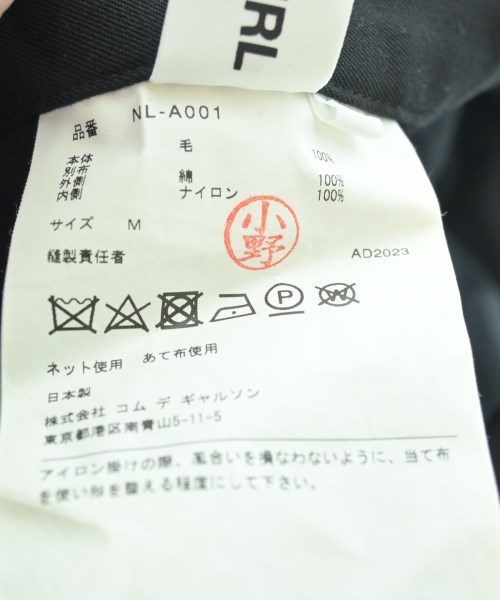 IRL
品番 NL-A001
本体 毛 100%
別布
外側 綿 100%
内側 ナイロン 100%
サイズ M
小野
縫製責任者 AD2023
P
W
ネット使用 あて布使用
日本製
株式会社 コム デ ギャルソン
東京都港区南青山5-11-5
アイロン掛けの際、風合いを損なわないように、当て布
を使い形を整える程度にして下さい。